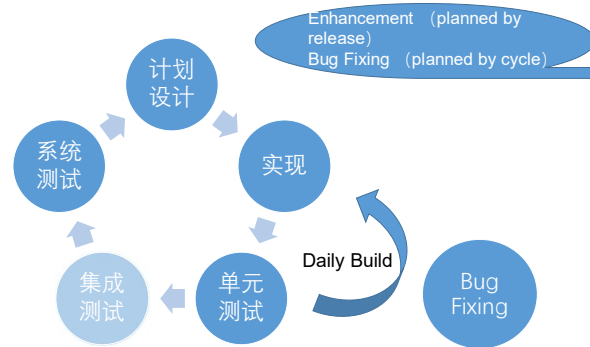 Enhancement （planned by
release）
Bug Fixing （planned by cycle）
计划
设计
系统
测试
实现
Daily Build
集成
测试
单元
测试
Bug
Fixing